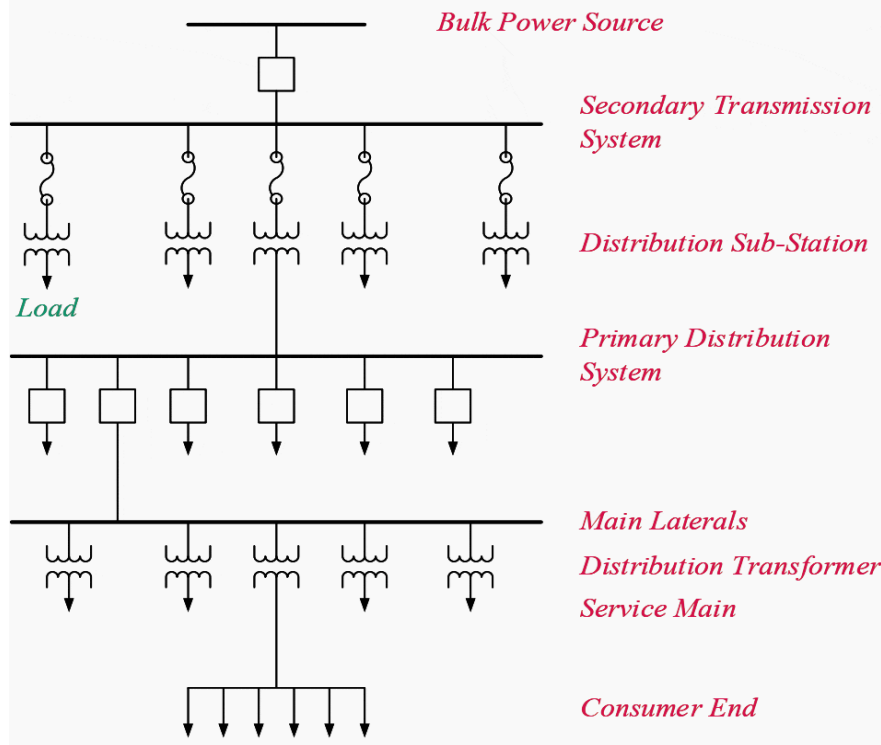 Bulk Power Source
Secondary Transmission
System
Distribution Sub-Station
Load
Primary Distribution
System
Main Laterals
Distribution Transformer
Service Main
Consumer End